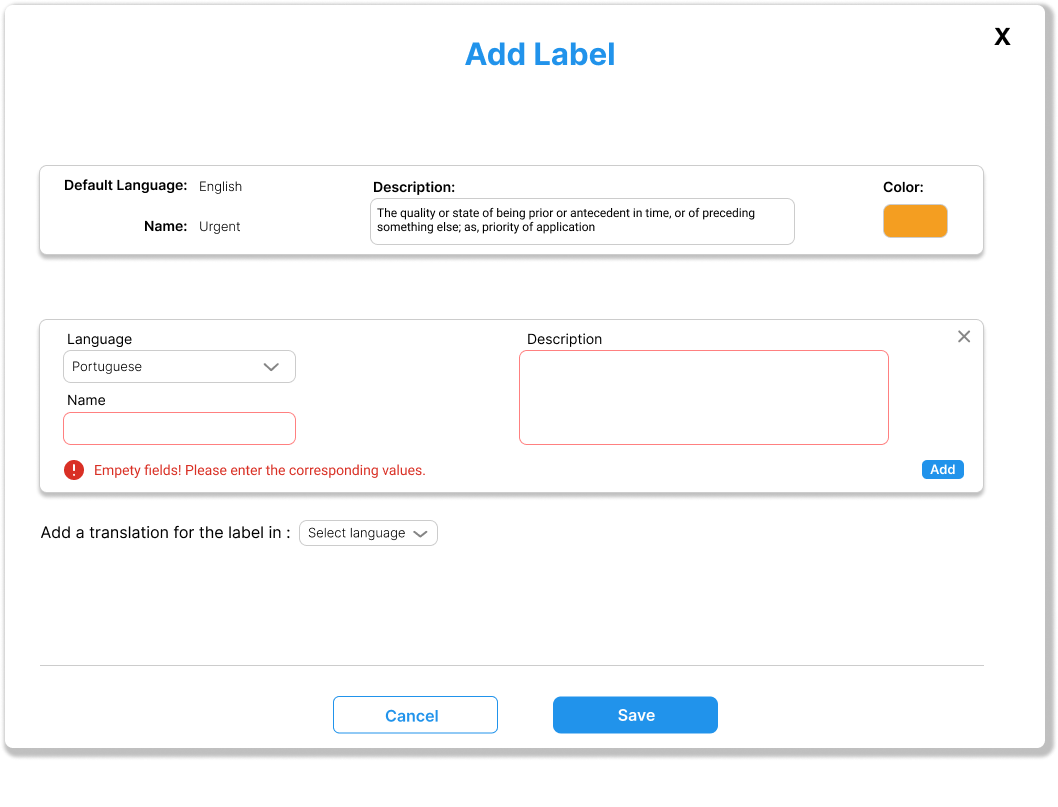 X
Add Label
Default Language: English
Name: Urgent
Description:
The quality or state of being prior or antecedent in time, or of preceding
something else; as, priority of application
Color:
Language
Portuguese
Name
Description
! Empety fields! Please enter the corresponding values.
Add
Add a translation for the label in : Select language
Cancel
Save